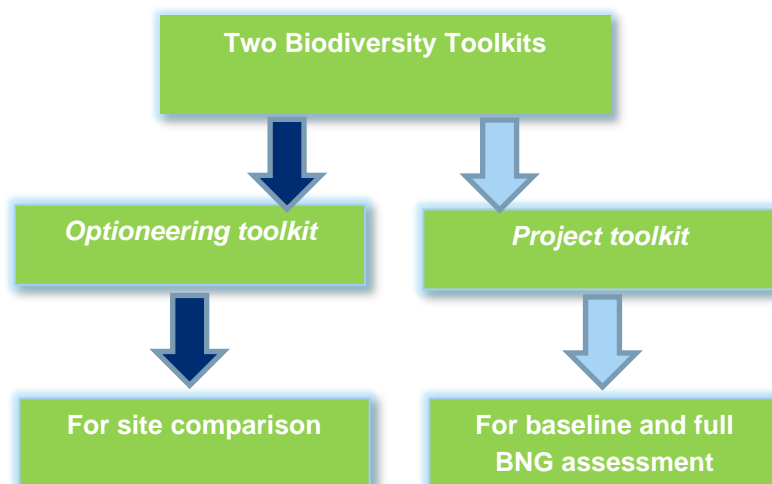 Two Biodiversity Toolkits
Optioneering toolkit
Project toolkit
For site comparison
For baseline and full
BNG assessment